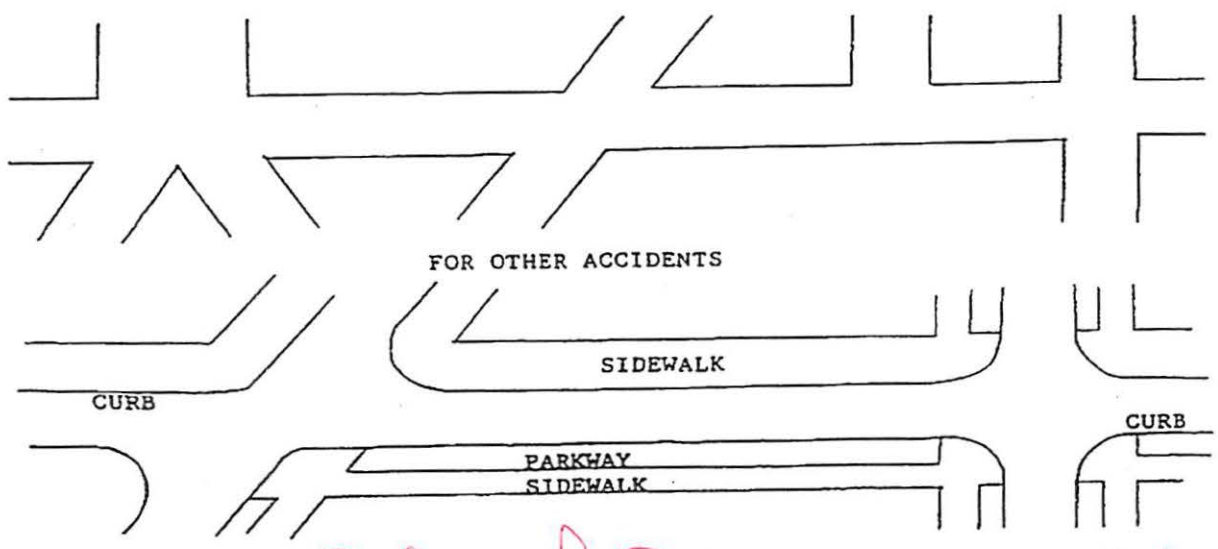 FOR OTHER ACCIDENTS
SIDEWALK
CURB
CURB
PARKWAY
SIDEWALK